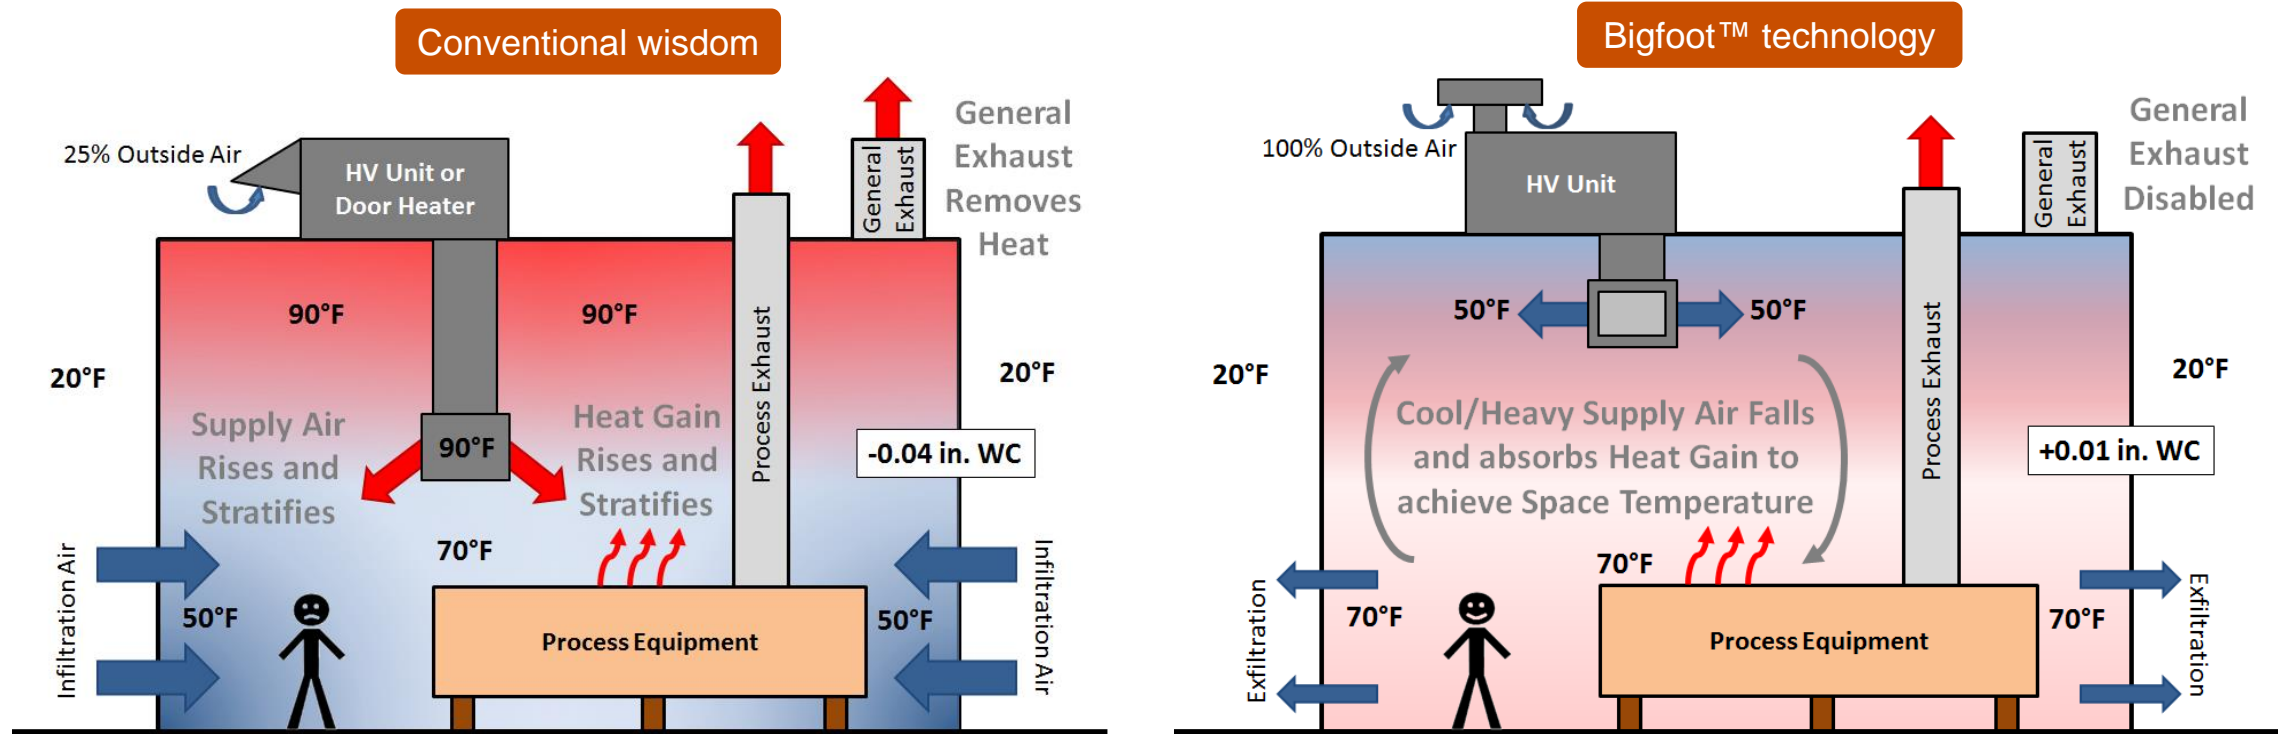 Conventional wisdom
25% Outside Air
HV Unit or
Door Heater
General
Exhaust
General
Exhaust
Removes
Heat
90°F
90°F
20°F
20°F
Process Exhaust
Supply Air
Rises and
Stratifies
90°F
Heat Gain
Rises and
Stratifies
-0.04 in. WC
70°F
Infiltration Air
50°F
50°F
Infiltration Air
Process Equipment
Bigfoot™ technology
100% Outside Air
HV Unit
General
Exhaust
General
Exhaust
Disabled
50°F
50°F
20°F
20°F
Process Exhaust
Cool/Heavy Supply Air Falls
and absorbs Heat Gain to
achieve Space Temperature
+0.01 in. WC
70°F
Exfiltration
70°F
70°F
Exfiltration
Process Equipment